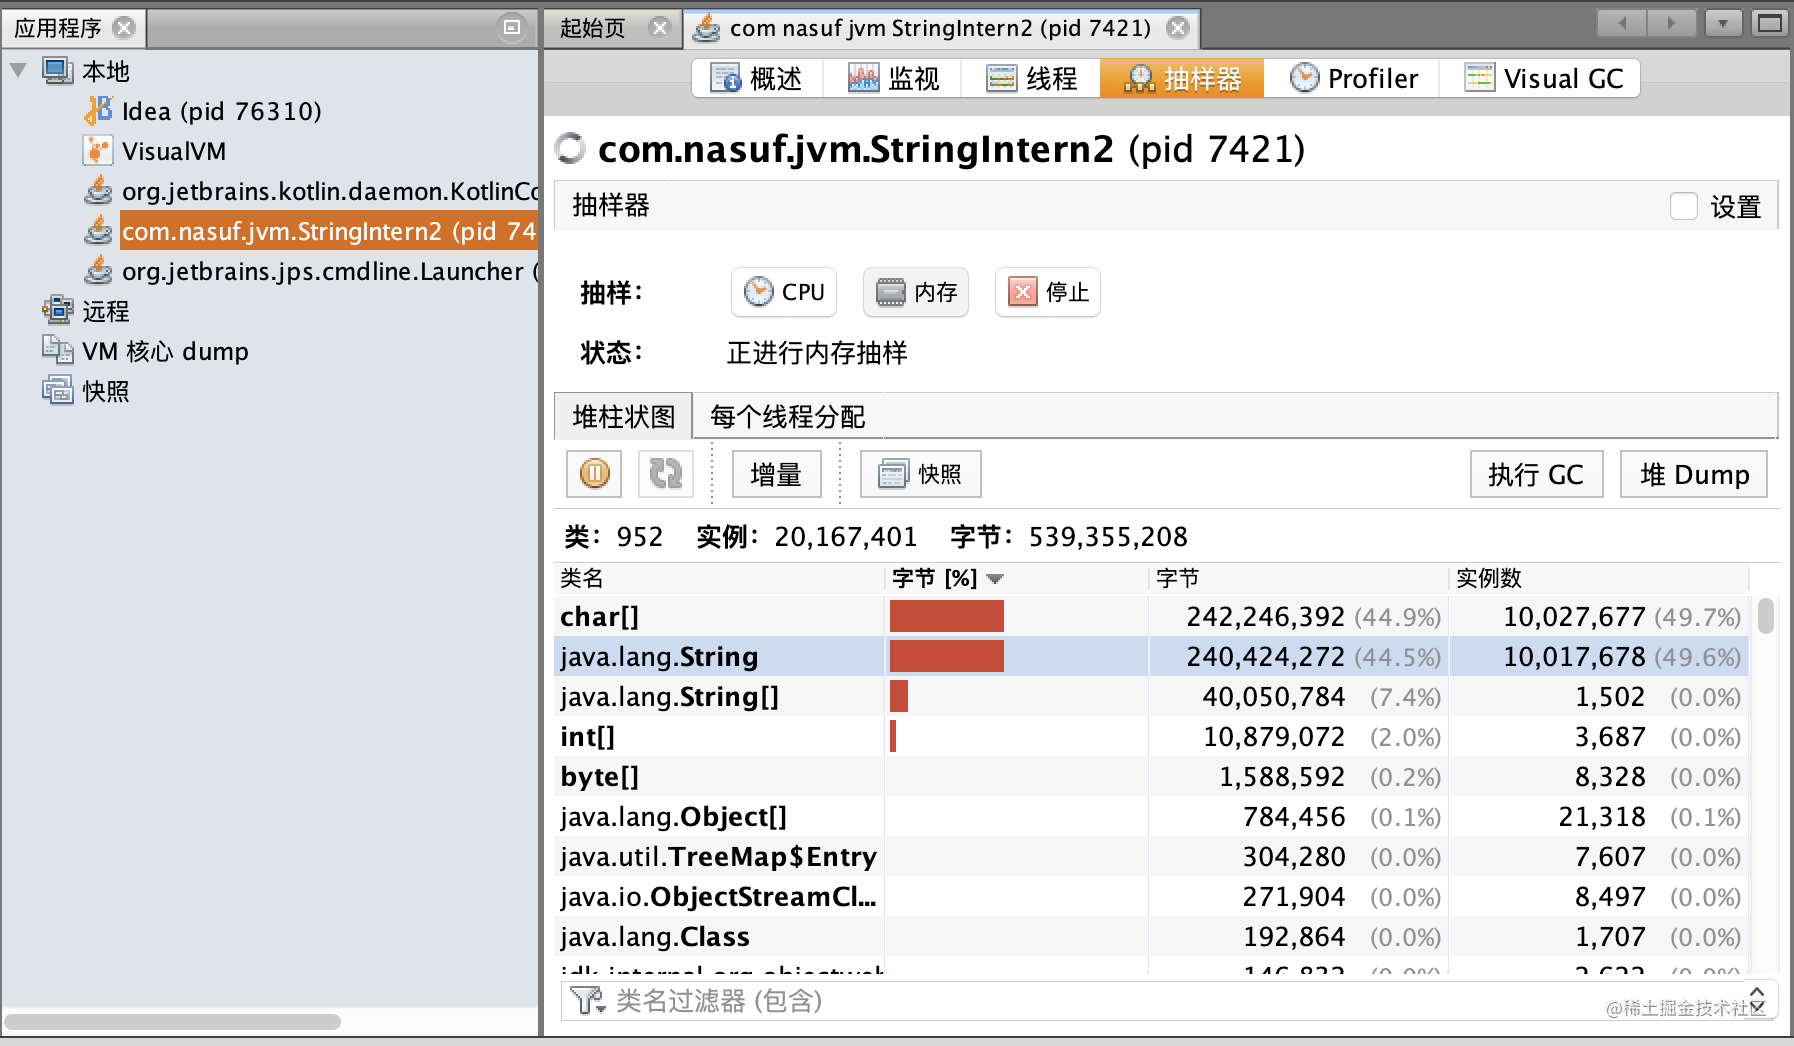 应用程序
本地
Idea (pid 76310)
VisualVM
org.jetbrains.kotlin.daemon.KotlinCo
com.nasuf.jvm.StringIntern2 (pid 74
org.jetbrains.jps.cmdline.Launcher (
远程
VM 核心 dump
快照
起始页
com nasuf jvm StringIntern2 (pid 7421)
概述 监视 线程 抽样器 Profiler Visual GC
com.nasuf.jvm.StringIntern2 (pid 7421)
抽样器 设置
抽样： CPU 内存 停止
状态： 正进行内存抽样
堆柱状图 每个线程分配
增量 快照 执行 GC 堆 Dump
类： 952 实例： 20,167,401 字节： 539,355,208
类名 字节 [%] 字节 实例数
char[] 242,246,392 (44.9%) 10,027,677 (49.7%)
java.lang.String 240,424,272 (44.5%) 10,017,678 (49.6%)
java.lang.String[] 40,050,784 (7.4%) 1,502 (0.0%)
int[] 10,879,072 (2.0%) 3,687 (0.0%)
byte[] 1,588,592 (0.2%) 8,328 (0.0%)
java.lang.Object[] 784,456 (0.1%) 21,318 (0.1%)
java.util.TreeMap$Entry 304,280 (0.0%) 7,607 (0.0%)
java.io.ObjectStreamCl... 271,904 (0.0%) 8,497 (0.0%)
java.lang.Class 192,864 (0.0%) 1,707 (0.0%)
类名过滤器 (包含)
@稀土掘金技术社区